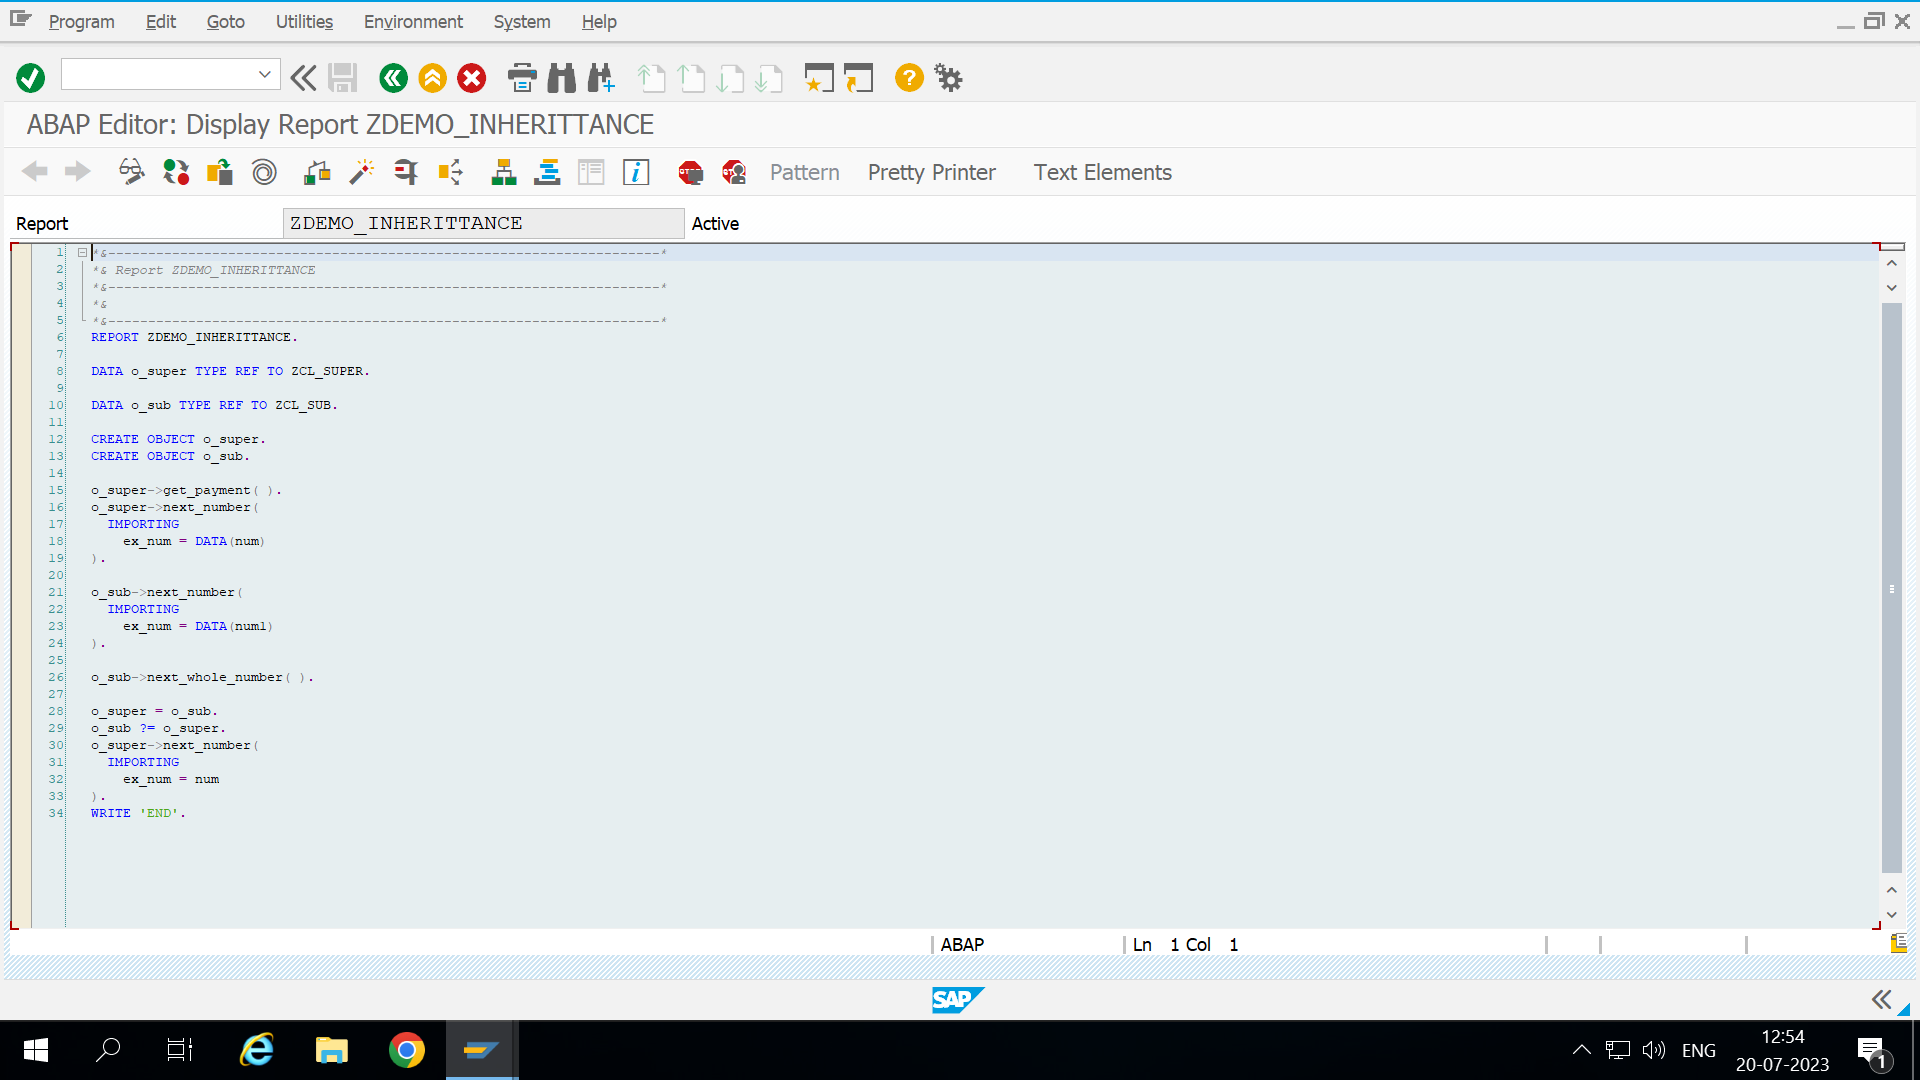 Program Edit Goto Utilities Environment System Help
ABAP Editor: Display Report ZDEMO_INHERITTANCE
Pattern Pretty Printer Text Elements
Report ZDEMO_INHERITTANCE Active
1 *&---------------------------------------------------------------------*
2 *& Report ZDEMO_INHERITTANCE
3 *&---------------------------------------------------------------------*
4 *&
5 *&---------------------------------------------------------------------*
6 REPORT ZDEMO_INHERITTANCE.
7
8 DATA o_super TYPE REF TO ZCL_SUPER.
9
10 DATA o_sub TYPE REF TO ZCL_SUB.
11
12 CREATE OBJECT o_super.
13 CREATE OBJECT o_sub.
14
15 o_super->get_payment( ).
16 o_super->next_number(
17 IMPORTING
18 ex_num = DATA(num)
19 ).
20
21 o_sub->next_number(
22 IMPORTING
23 ex_num = DATA(num1)
24 ).
25
26 o_sub->next_whole_number( ).
27
28 o_super = o_sub.
29 o_sub ?= o_super.
30 o_super->next_number(
31 IMPORTING
32 ex_num = num
33 ).
34 WRITE 'END'.
ABAP Ln 1 Col 1
SAP
ENG 12:54
20-07-2023 1